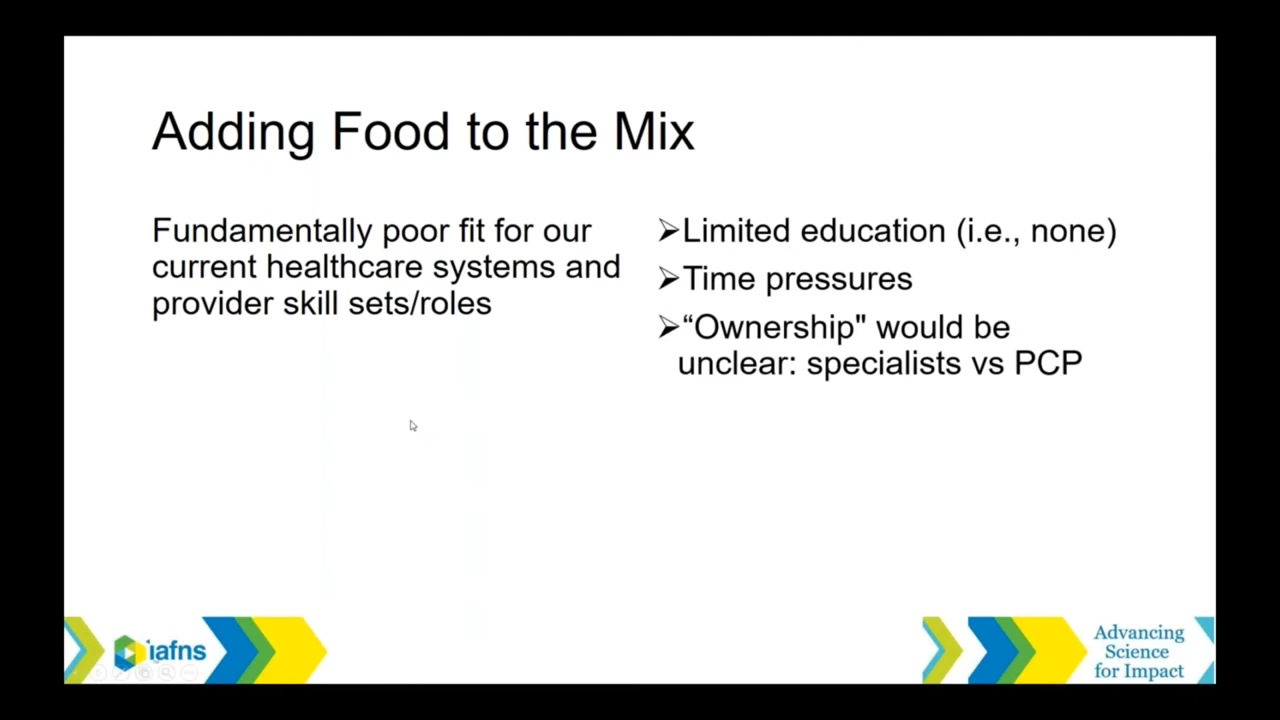 Adding Food to the Mix
Fundamentally poor fit for our
current healthcare systems and
provider skill sets/roles
➢Limited education (i.e., none)
➢Time pressures
➢“Ownership" would be
unclear: specialists vs PCP
iafns
Advancing
Science
for Impact